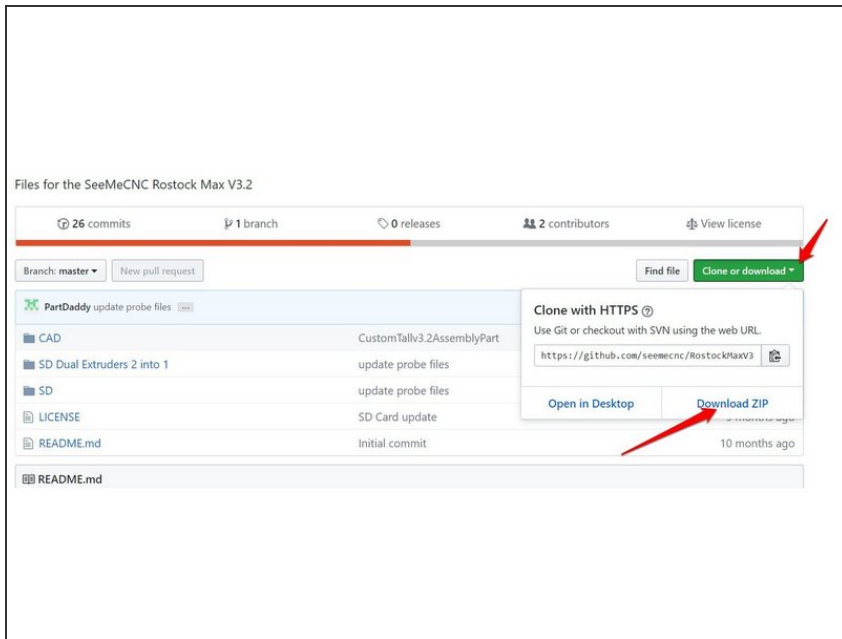 Files for the SeeMeCNC Rostock Max V3.2
26 commits 1 branch 0 releases 2 contributors View license
Branch: master New pull request Find file Clone or download
PartDaddy update probe files ...
Clone with HTTPS
Use Git or checkout with SVN using the web URL.
https://github.com/seemecnc/RostockMaxV3
Open in Desktop Download ZIP
CAD CustomTallv3.2AssemblyPart
SD Dual Extruders 2 into 1 update probe files
SD update probe files
LICENSE SD Card update months ago
README.md Initial commit 10 months ago
README.md